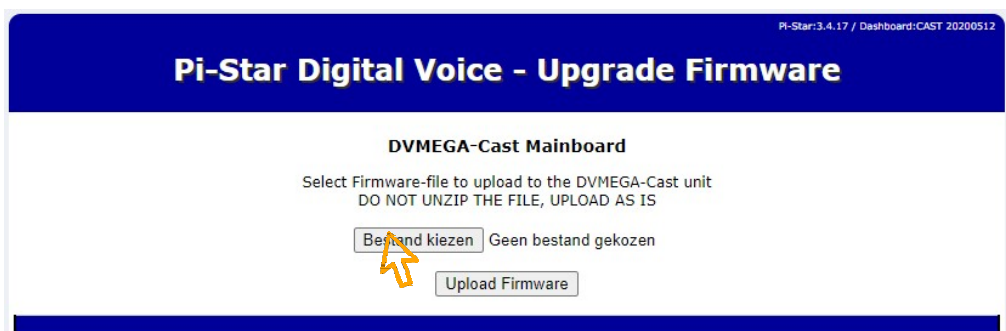 Pi-Star:3.4.17 / Dashboard:CAST 20200512
Pi-Star Digital Voice - Upgrade Firmware
DVMEGA-Cast Mainboard
Select Firmware-file to upload to the DVMEGA-Cast unit
DO NOT UNZIP THE FILE, UPLOAD AS IS
Bestand kiezen Geen bestand gekozen
Upload Firmware